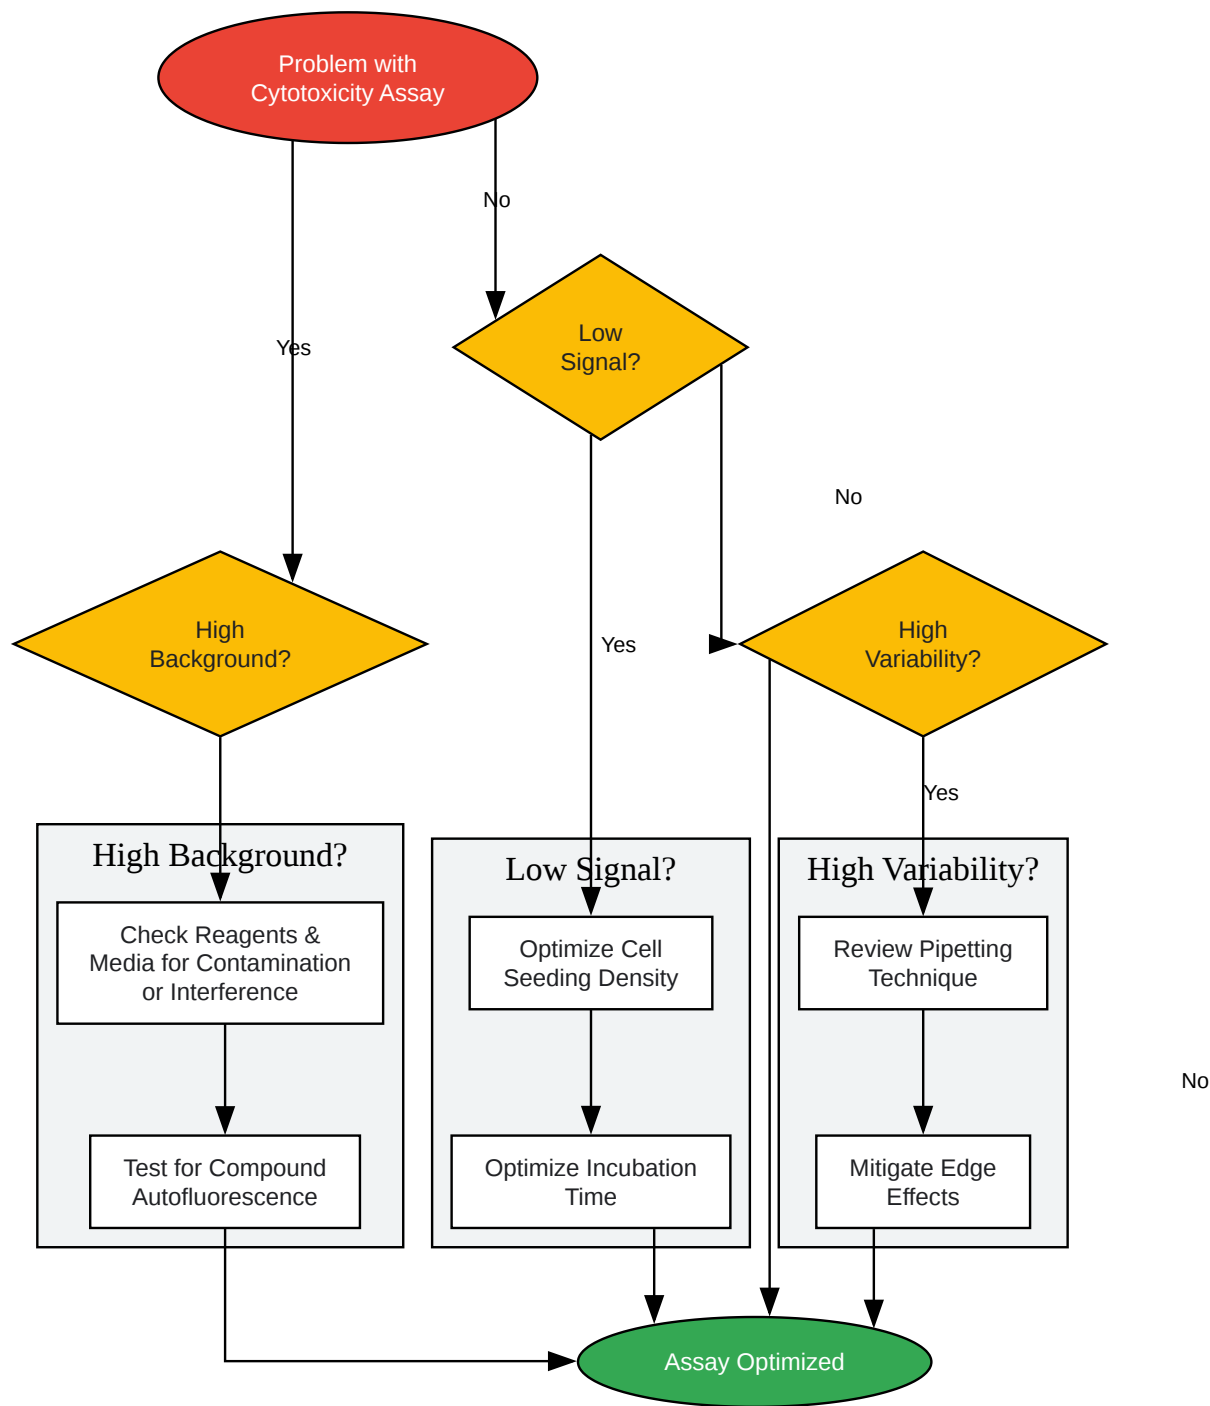 Problem with
Cytotoxicity Assay
No
Low
Signal?
Yes
No
High
Background?
Yes
High
Variability?
Yes
High Background?
Low Signal?
High Variability?
Check Reagents &
Media for Contamination
or Interference
Optimize Cell
Seeding Density
Review Pipetting
Technique
No
Test for Compound
Autofluorescence
Optimize Incubation
Time
Mitigate Edge
Effects
Assay Optimized